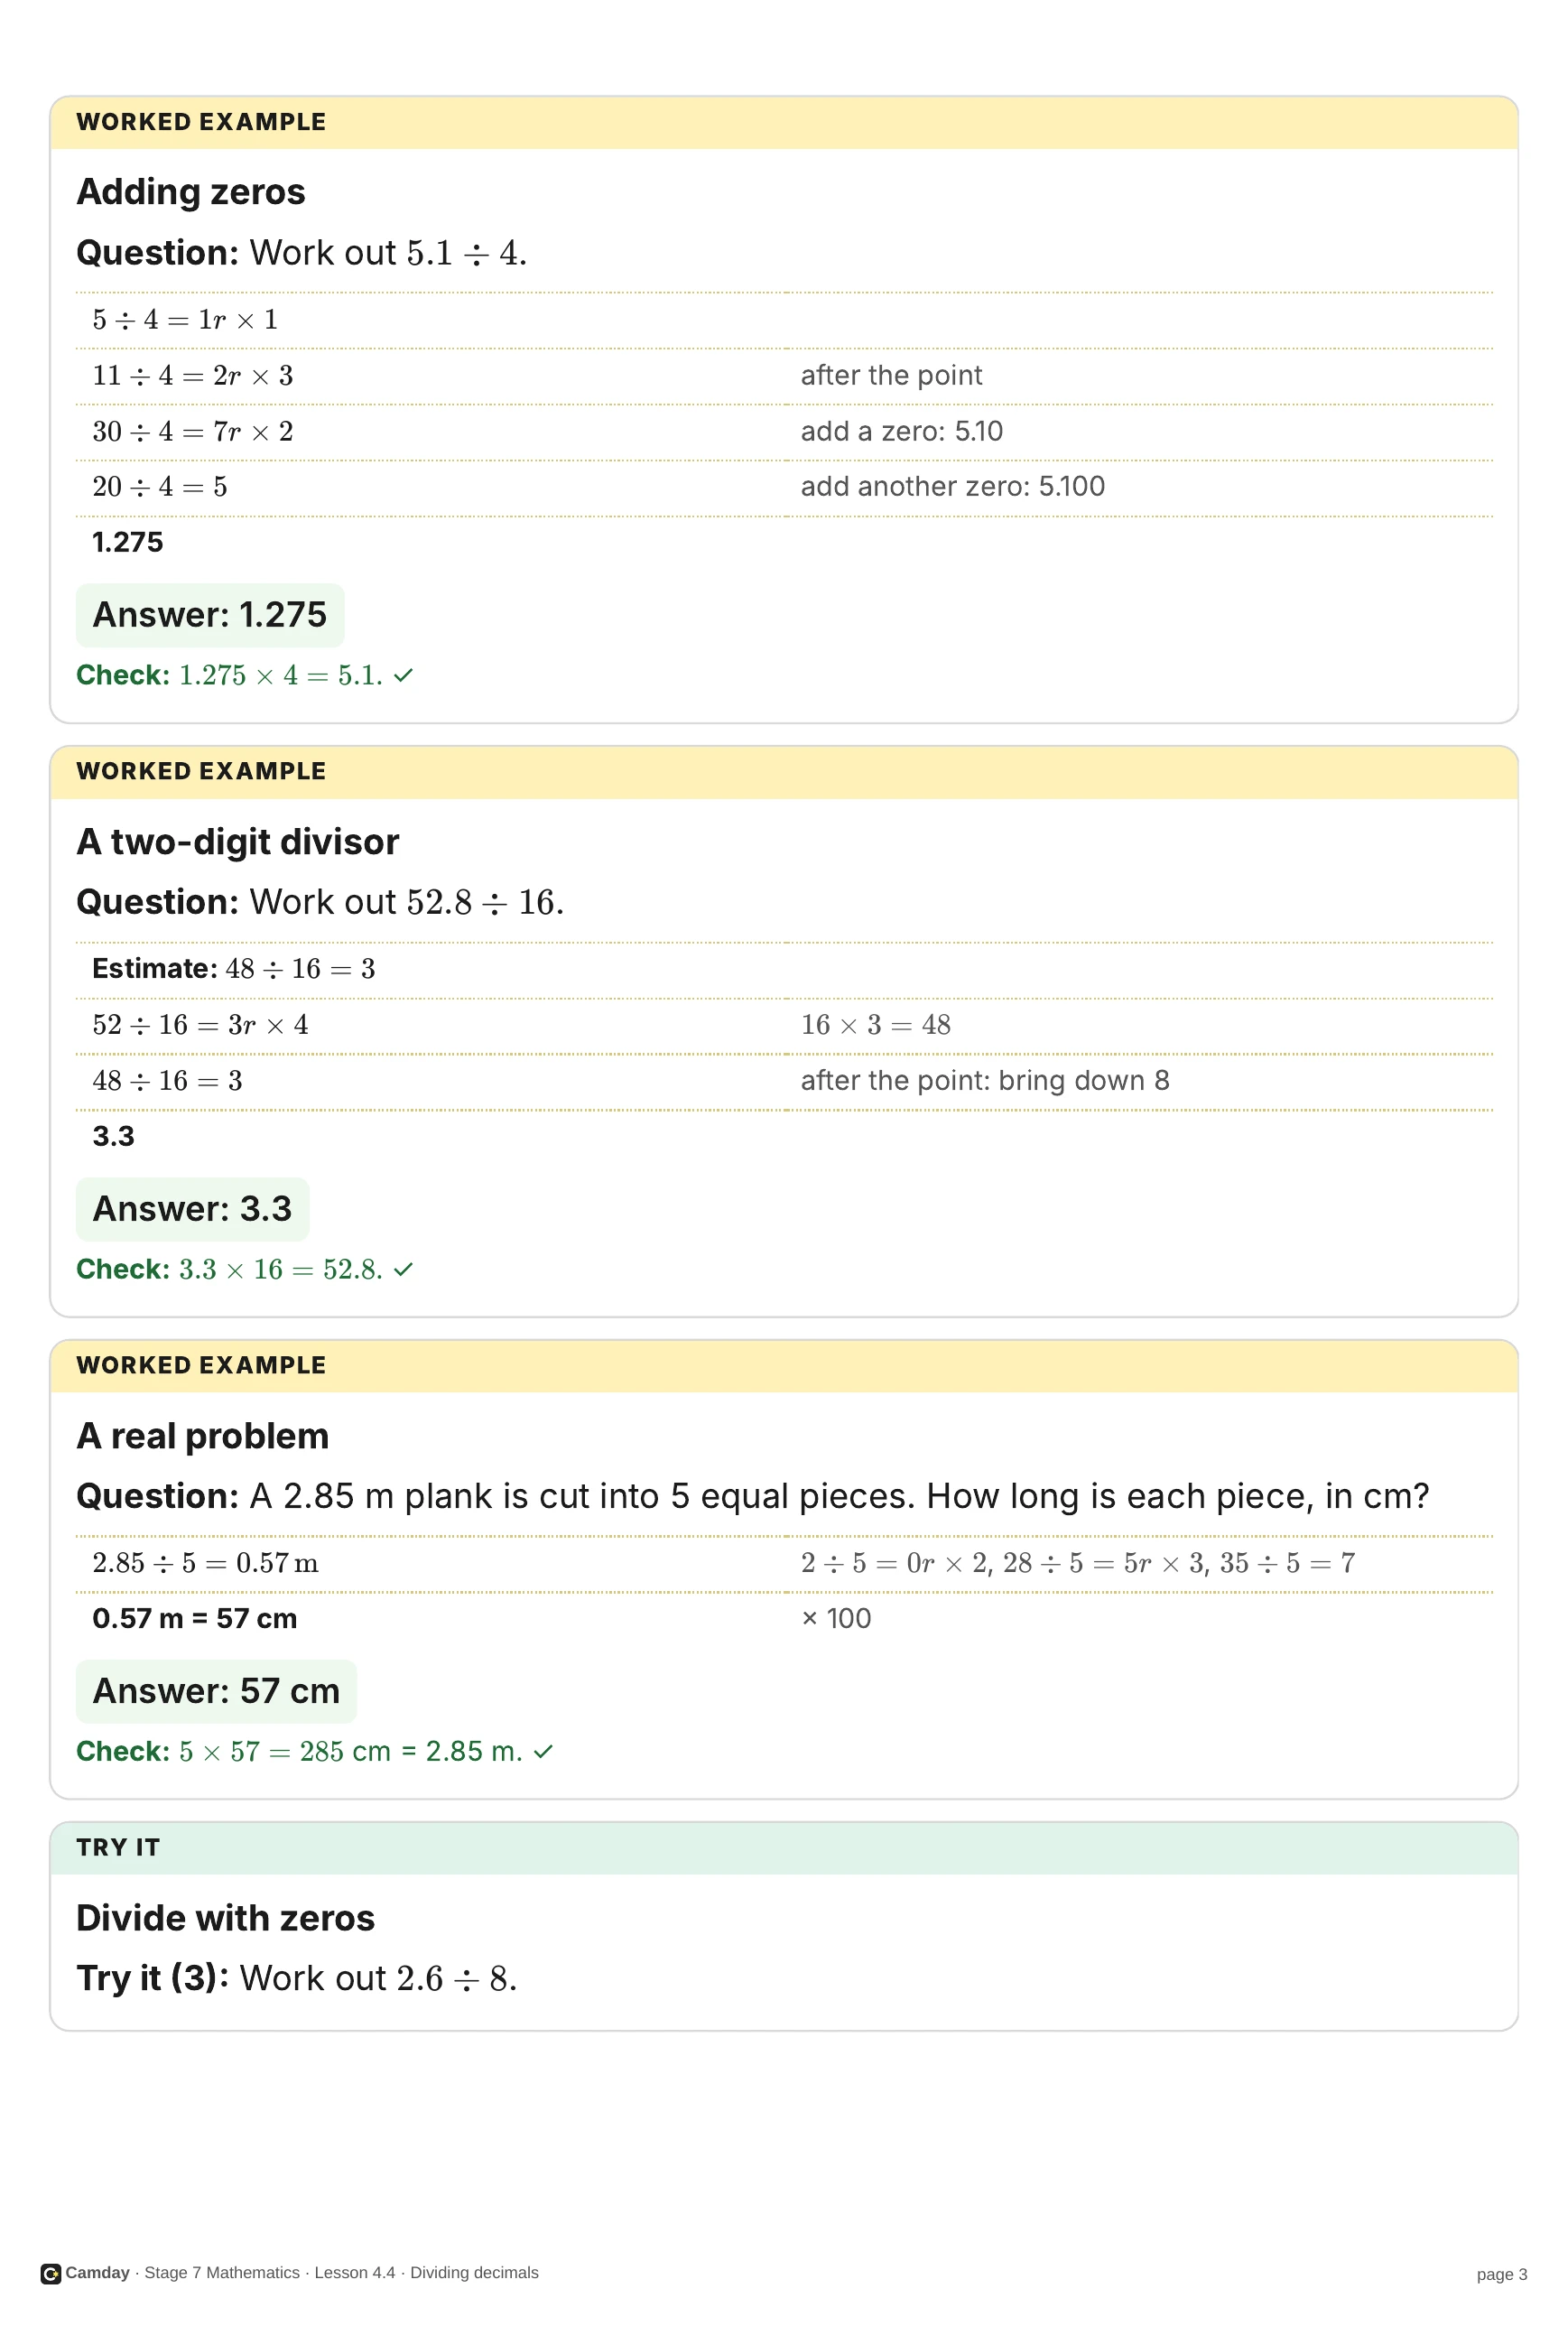 WORKED EXAMPLE
Adding zeros
Question: Work out 5.1 ÷ 4.
5 ÷ 4 = 1r × 1
11 ÷ 4 = 2r × 3 after the point
30 ÷ 4 = 7r × 2 add a zero: 5.10
20 ÷ 4 = 5 add another zero: 5.100
1.275
Answer: 1.275
Check: 1.275 × 4 = 5.1. ✓
WORKED EXAMPLE
A two-digit divisor
Question: Work out 52.8 ÷ 16.
Estimate: 48 ÷ 16 = 3
52 ÷ 16 = 3r × 4 16 × 3 = 48
48 ÷ 16 = 3 after the point: bring down 8
3.3
Answer: 3.3
Check: 3.3 × 16 = 52.8. ✓
WORKED EXAMPLE
A real problem
Question: A 2.85 m plank is cut into 5 equal pieces. How long is each piece, in cm?
2.85 ÷ 5 = 0.57 m 2 ÷ 5 = 0r × 2, 28 ÷ 5 = 5r × 3, 35 ÷ 5 = 7
0.57 m = 57 cm × 100
Answer: 57 cm
Check: 5 × 57 = 285 cm = 2.85 m. ✓
TRY IT
Divide with zeros
Try it (3): Work out 2.6 ÷ 8.
Camday · Stage 7 Mathematics · Lesson 4.4 · Dividing decimals page 3